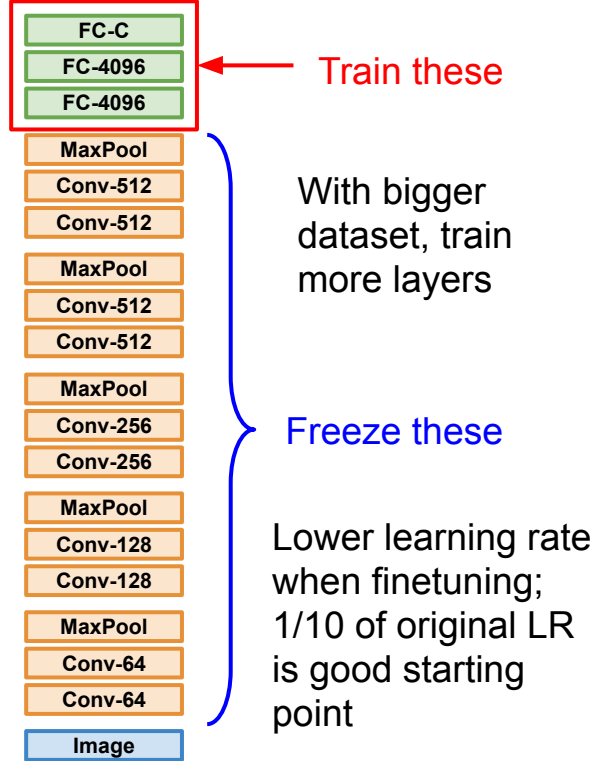 FC-C
FC-4096
FC-4096
Train these
MaxPool
Conv-512
Conv-512
MaxPool
Conv-512
Conv-512
MaxPool
Conv-256
Conv-256
MaxPool
Conv-128
Conv-128
MaxPool
Conv-64
Conv-64
Image
With bigger
dataset, train
more layers
Freeze these
Lower learning rate
when finetuning;
1/10 of original LR
is good starting
point